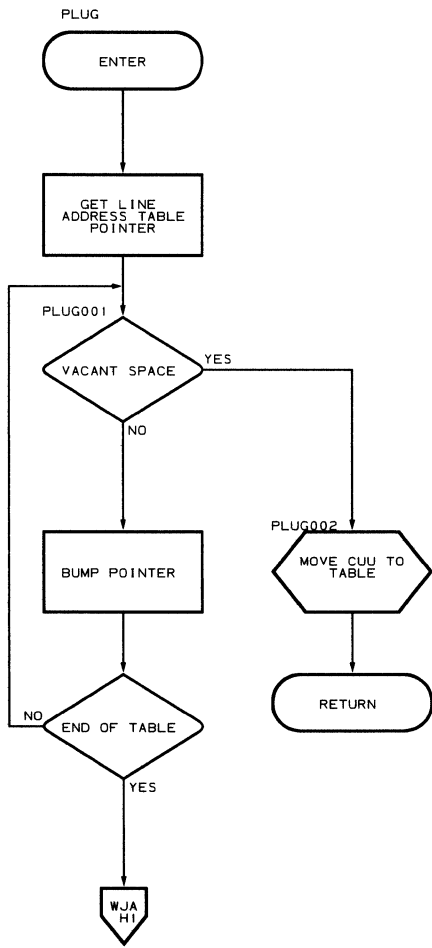 PLUG
ENTER
GET LINE
ADDRESS TABLE
POINTER
PLUG001
VACANT SPACE
YES
NO
PLUG002
BUMP POINTER
MOVE CUU TO
TABLE
NO
END OF TABLE
RETURN
YES
WJA
H1